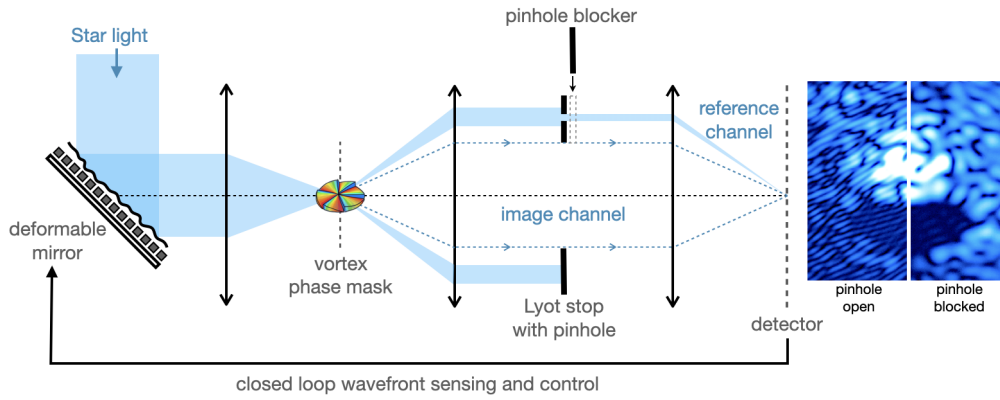 pinhole blocker
Star light
reference
channel
image channel
deformable
mirror
vortex
phase mask
Lyot stop
with pinhole
detector
pinhole
open
pinhole
blocked
closed loop wavefront sensing and control